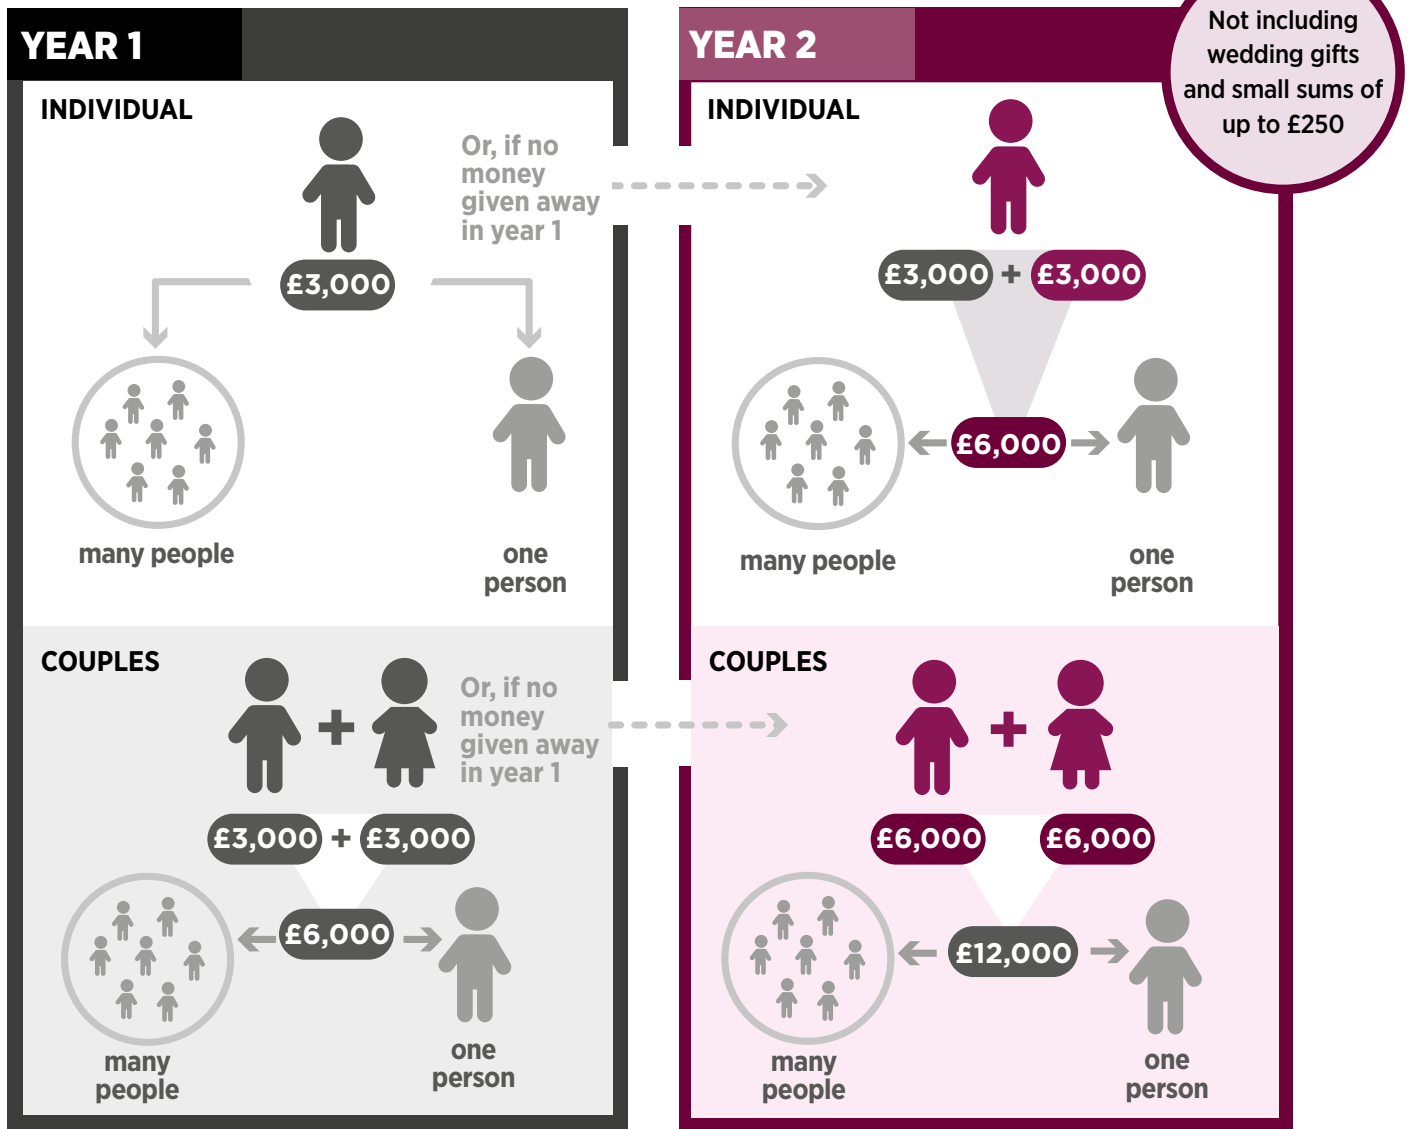 YEAR 1
INDIVIDUAL
Or, if no
money
given away
in year 1
£3,000
many people
one
person
COUPLES
Or, if no
money
given away
in year 1
£3,000 + £3,000
£6,000
many
people
one
person
YEAR 2
Not including
wedding gifts
and small sums of
up to £250
INDIVIDUAL
£3,000 + £3,000
£6,000
many people
one
person
COUPLES
£6,000 £6,000
£12,000
many
people
one
person